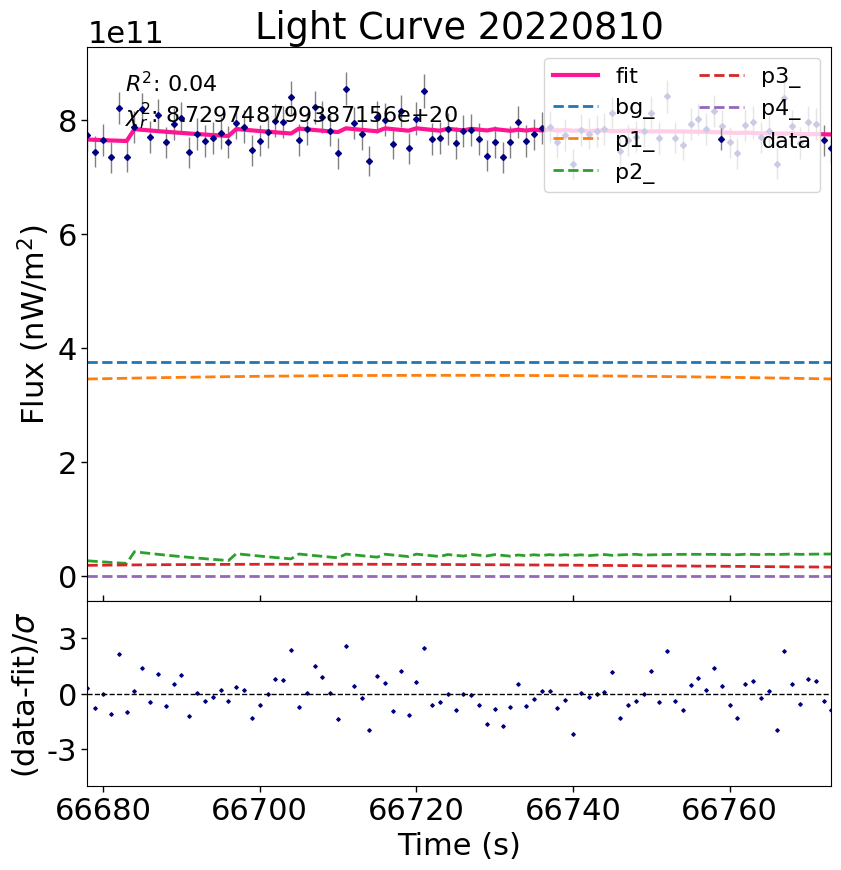 Light Curve 20220810
1e11
R²: 0.04
χ²: 8.729748799387156e+20
fit
bg_
p1_
p2_
p3_
p4_
data
8
6
4
2
0
Flux (nW/m²)
3
0
-3
(data-fit)/σ
66680 66700 66720 66740 66760
Time (s)